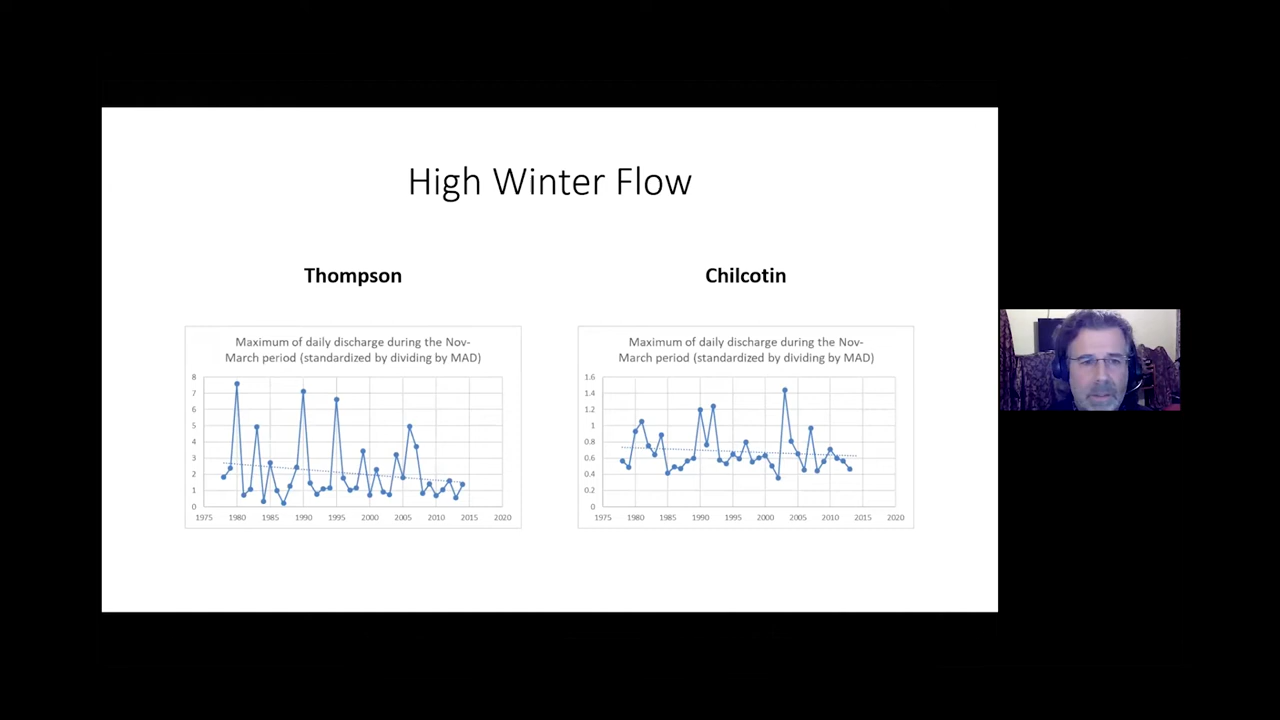 High Winter Flow
Thompson
Chilcotin
Maximum of daily discharge during the Nov-
March period (standardized by dividing by MAD)
8
7
6
5
4
3
2
1
0
1975 1980 1985 1990 1995 2000 2005 2010 2015 2020
Maximum of daily discharge during the Nov-
March period (standardized by dividing by MAD)
1.6
1.4
1.2
1
0.8
0.6
0.4
0.2
0
1975 1980 1985 1990 1995 2000 2005 2010 2015 2020